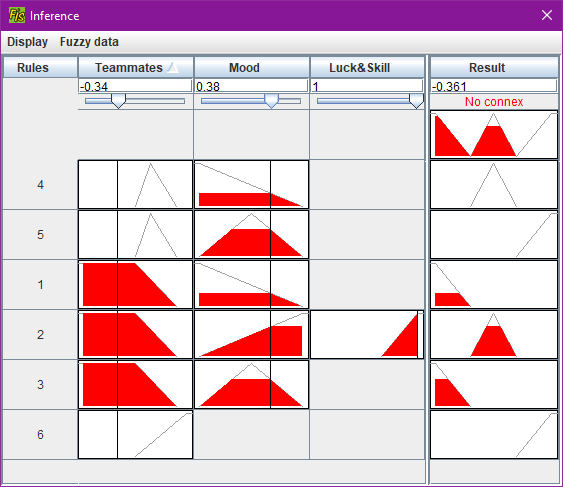 Fis Inference
Display Fuzzy data
Rules Teammates Mood Luck&Skill Result
-0.34 0.38 1 -0.361
No connex
4
5
1
2
3
6